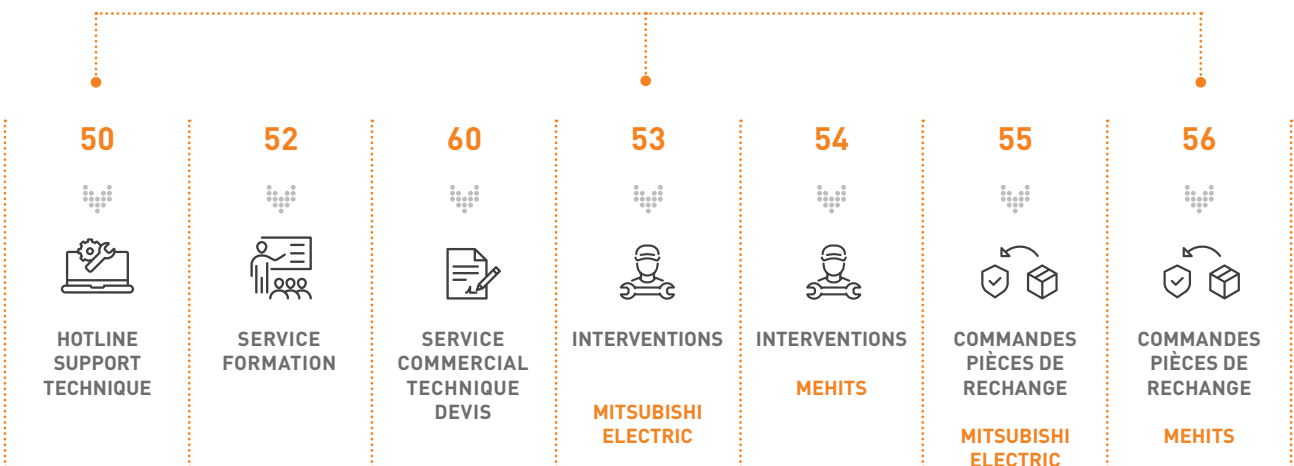 50
HOTLINE
SUPPORT
TECHNIQUE
52
SERVICE
FORMATION
60
SERVICE
COMMERCIAL
TECHNIQUE
DEVIS
53
INTERVENTIONS
MITSUBISHI
ELECTRIC
54
INTERVENTIONS
MEHITS
55
COMMANDES
PIÈCES DE
RECHANGE
MITSUBISHI
ELECTRIC
56
COMMANDES
PIÈCES DE
RECHANGE
MEHITS